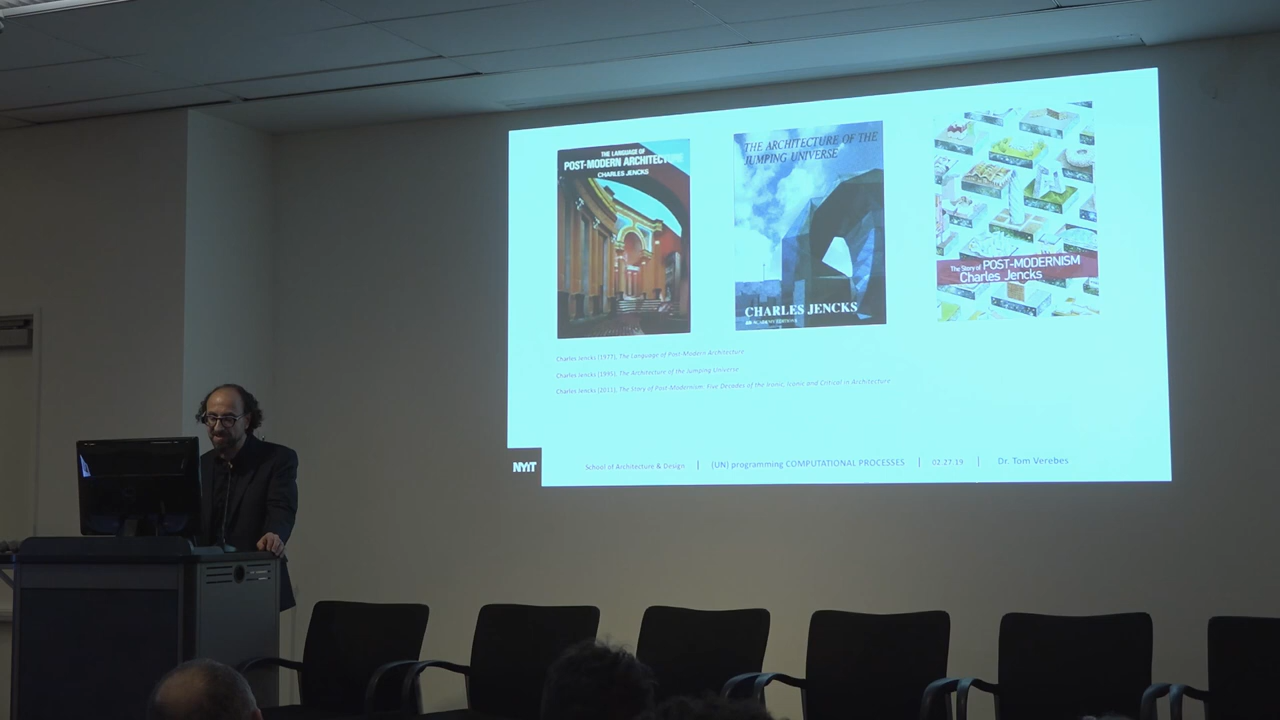 THE LANGUAGE OF
POST-MODERN ARCHITECTURE
CHARLES JENCKS
THE ARCHITECTURE OF THE
JUMPING UNIVERSE
CHARLES JENCKS
ACADEMY EDITIONS
The Story of POST-MODERNISM
Charles Jencks
Charles Jencks (1977), The Language of Post-Modern Architecture
Charles Jencks (1995), The Architecture of the Jumping Universe
Charles Jencks (2011), The Story of Post-Modernism: Five Decades of the Ironic, Iconic and Critical in Architecture
NYIT
School of Architecture & Design | (UN) programming COMPUTATIONAL PROCESSES | 02.27.19 | Dr. Tom Verebes